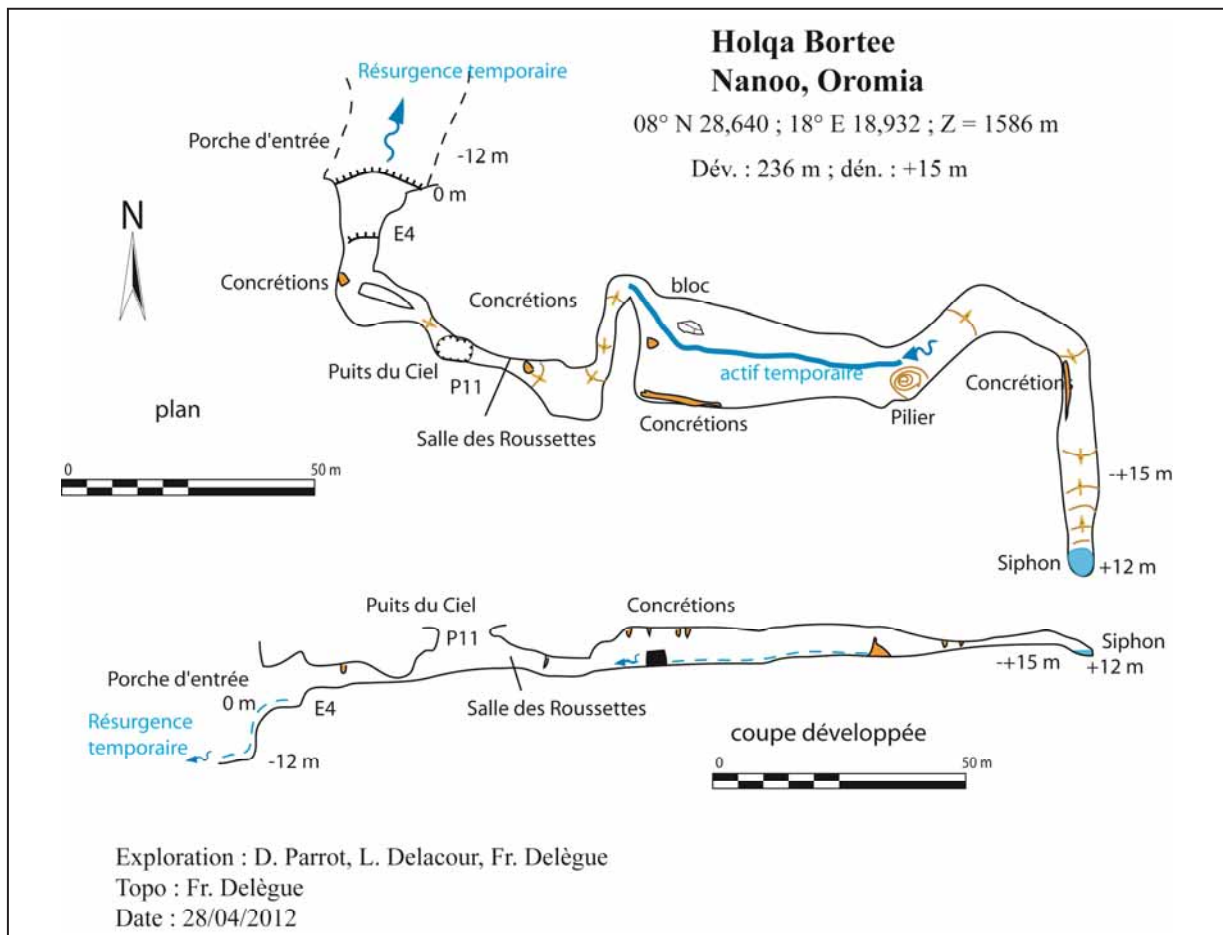 Holqa Bortee
Nanoo, Oromia
08° N 28,640 ; 18° E 18,932 ; Z = 1586 m
Dév. : 236 m ; dén. : +15 m
Résurgence temporaire
Porche d'entrée
-12 m
0 m
N
E4
Concrétions
Concrétions
bloc
Puits du Ciel
P11
actif temporaire
Concrétions
plan
Salle des Roussettes
Concrétions
Pilier
0
50 m
-+15 m
Siphon
+12 m
Puits du Ciel
P11
Concrétions
Siphon
+12 m
-+15 m
Porche d'entrée
0 m
E4
Salle des Roussettes
Résurgence
temporaire
-12 m
coupe développée
0
50 m
Exploration : D. Parrot, L. Delacour, Fr. Delègue
Topo : Fr. Delègue
Date : 28/04/2012